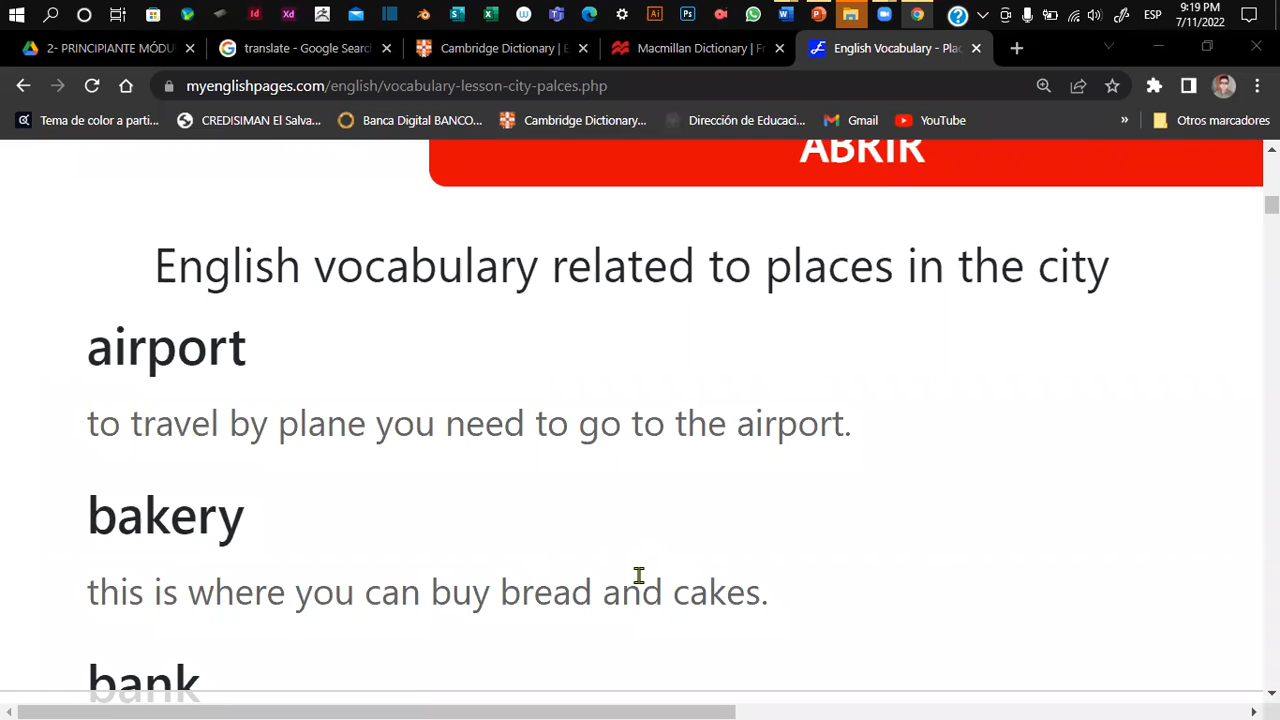 9:19 PM
ESP
7/11/2022
2- PRINCIPIANTE MÓDU
translate - Google Searc
Cambridge Dictionary | E
Macmillan Dictionary | Fr
English Vocabulary - Plac
myenglishpages.com/english/vocabulary-lesson-city-palces.php
Tema de color a parti...
CREDISIMAN El Salva...
Banca Digital BANCO...
Cambridge Dictionary...
Dirección de Educaci...
Gmail
YouTube
»
Otros marcadores
ABRIR
English vocabulary related to places in the city
airport
to travel by plane you need to go to the airport.
bakery
this is where you can buy bread and cakes.
bank